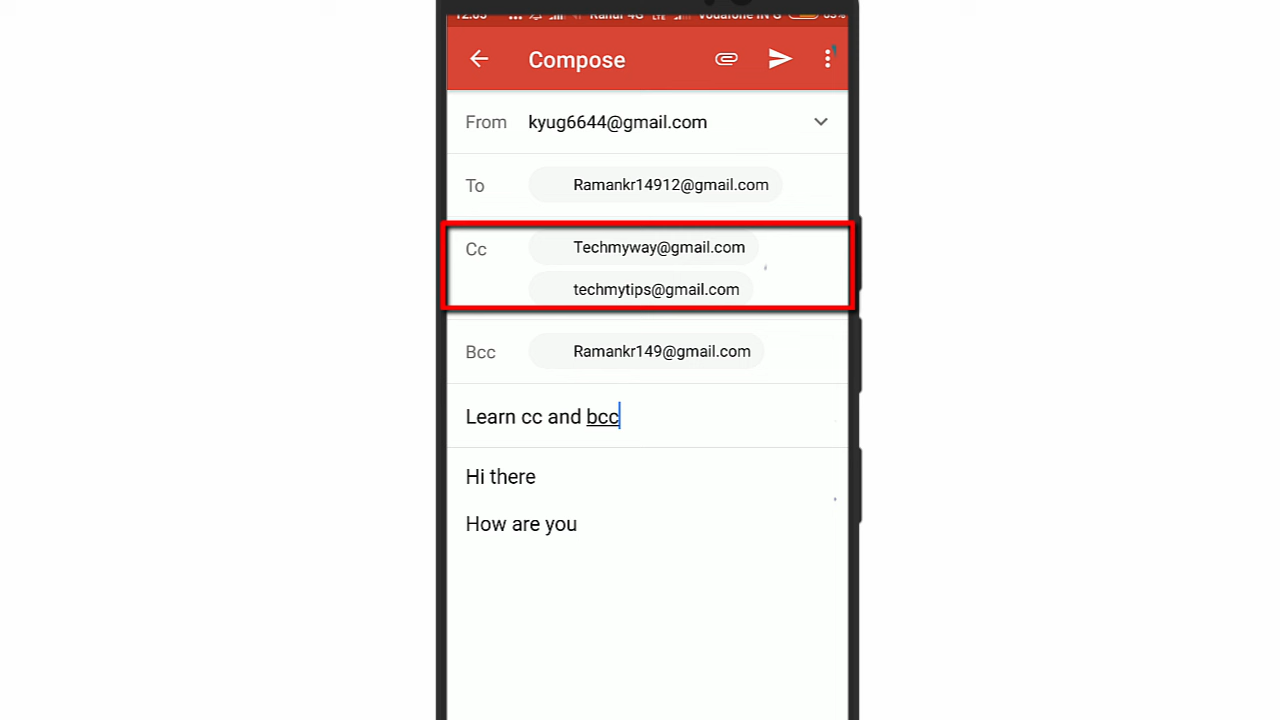 Compose
From kyug6644@gmail.com
To Ramankr14912@gmail.com
Cc Techmyway@gmail.com
techmytips@gmail.com
Bcc Ramankr149@gmail.com
Learn cc and bcc
Hi there
How are you